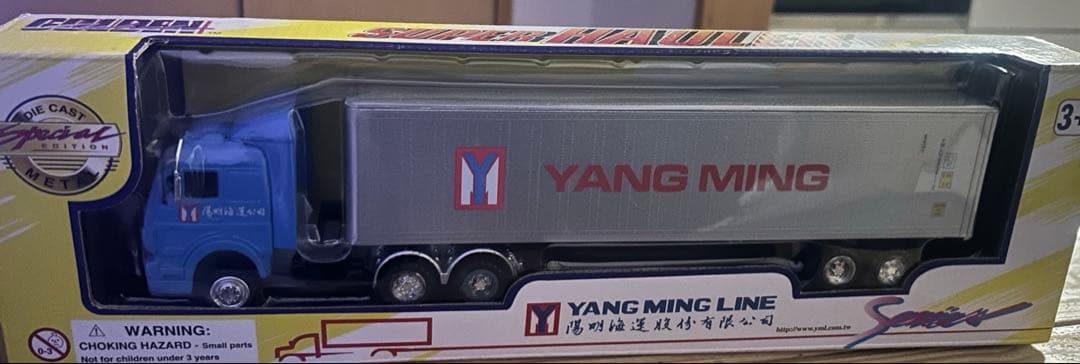 GOLDEN
SUPER HAUL
DIE CAST
Special
EDITION
METAL
3+
YANG MING
陽明海運公司
YANG MING LINE
陽明海運股份有限公司
http://www.yml.com.tw
Series
WARNING:
CHOKING HAZARD - Small parts
Not for children under 3 years
0-3